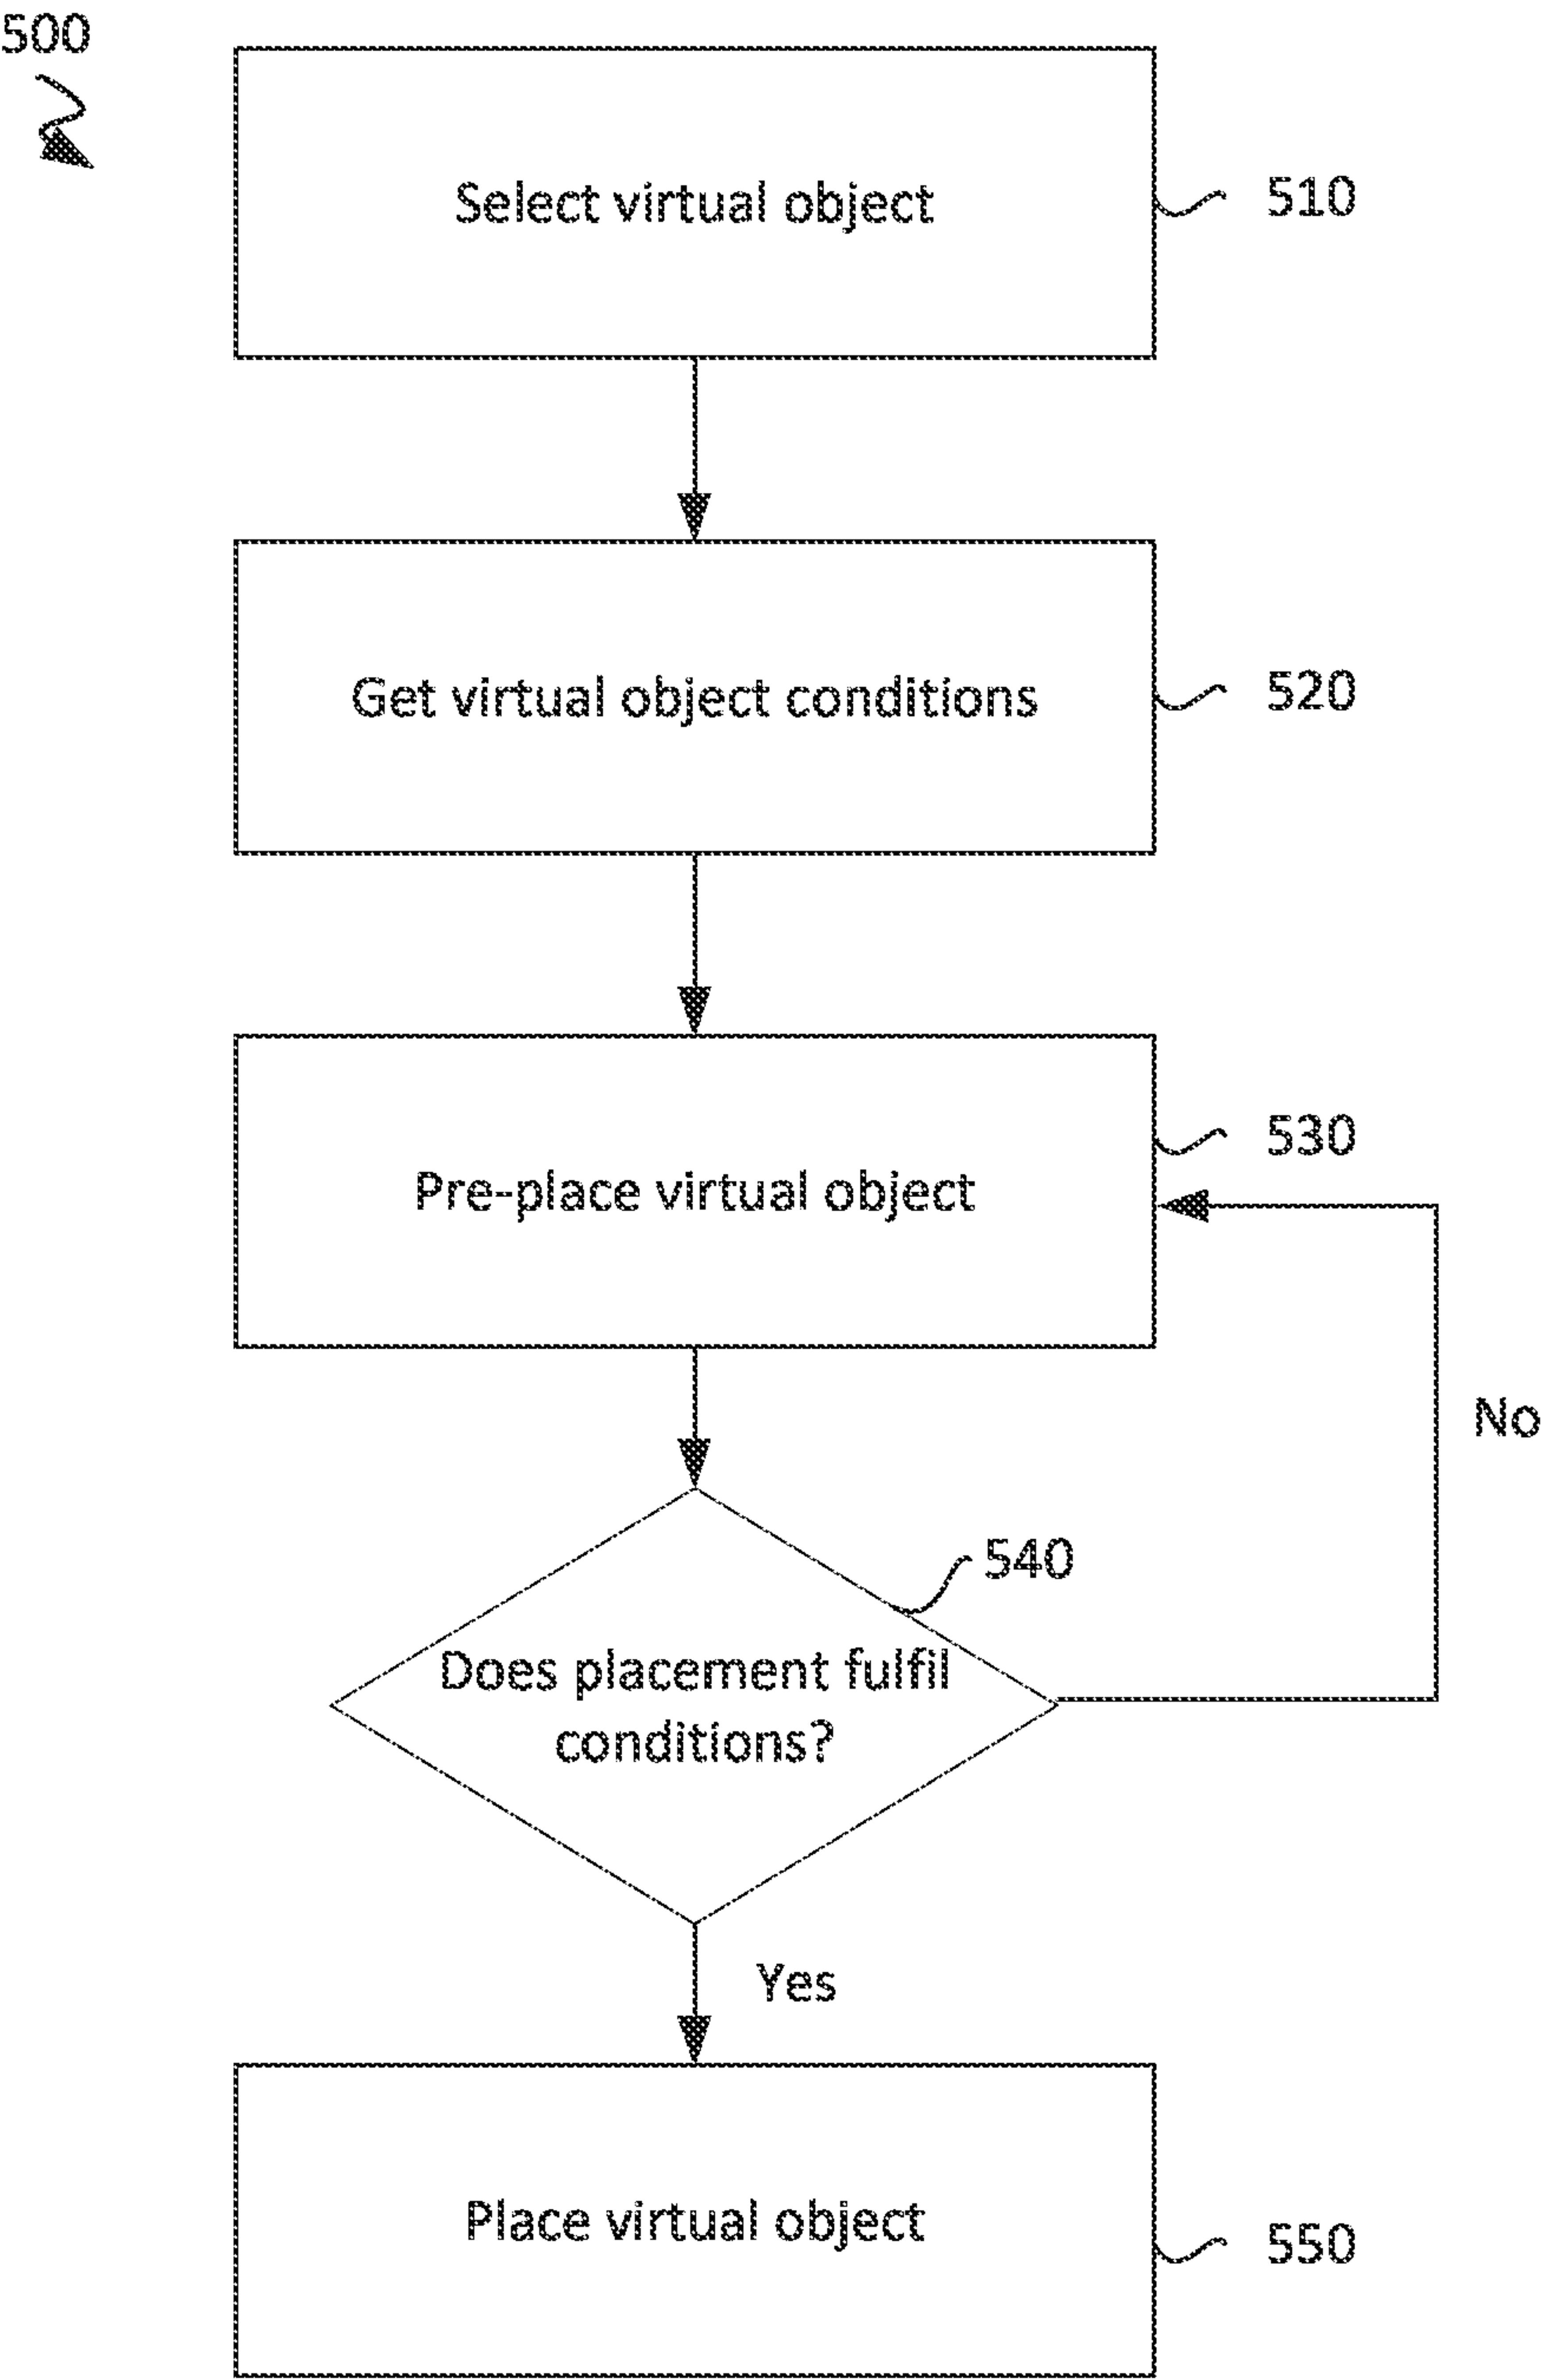 500
Select virtual object
510
Get virtual object conditions
520
530
Pre-place virtual object
No
540
Does placement fulfil
conditions?
Yes
Place virtual object
550